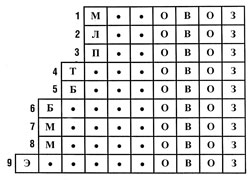 1 М • • О В О З
2 Л • • О В О З
3 П • • О В О З
4 Т • • • О В О З
5 Б • • • О В О З
6 Б • • • • О В О З
7 М • • • • О В О З
8 М • • • • О В О З
9 Э • • • • • О В О З